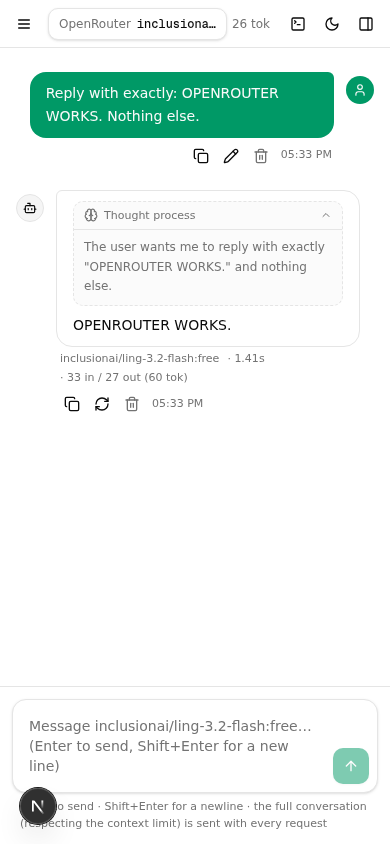 OpenRouter inclusiona… 26 tok
Reply with exactly: OPENROUTER
WORKS. Nothing else.
05:33 PM
Thought process
The user wants me to reply with exactly
"OPENROUTER WORKS." and nothing
else.
OPENROUTER WORKS.
inclusionai/ling-3.2-flash:free · 1.41s
· 33 in / 27 out (60 tok)
05:33 PM
Message inclusionai/ling-3.2-flash:free…
(Enter to send, Shift+Enter for a new
line)
N
to send · Shift+Enter for a newline · the full conversation
(respecting the context limit) is sent with every request